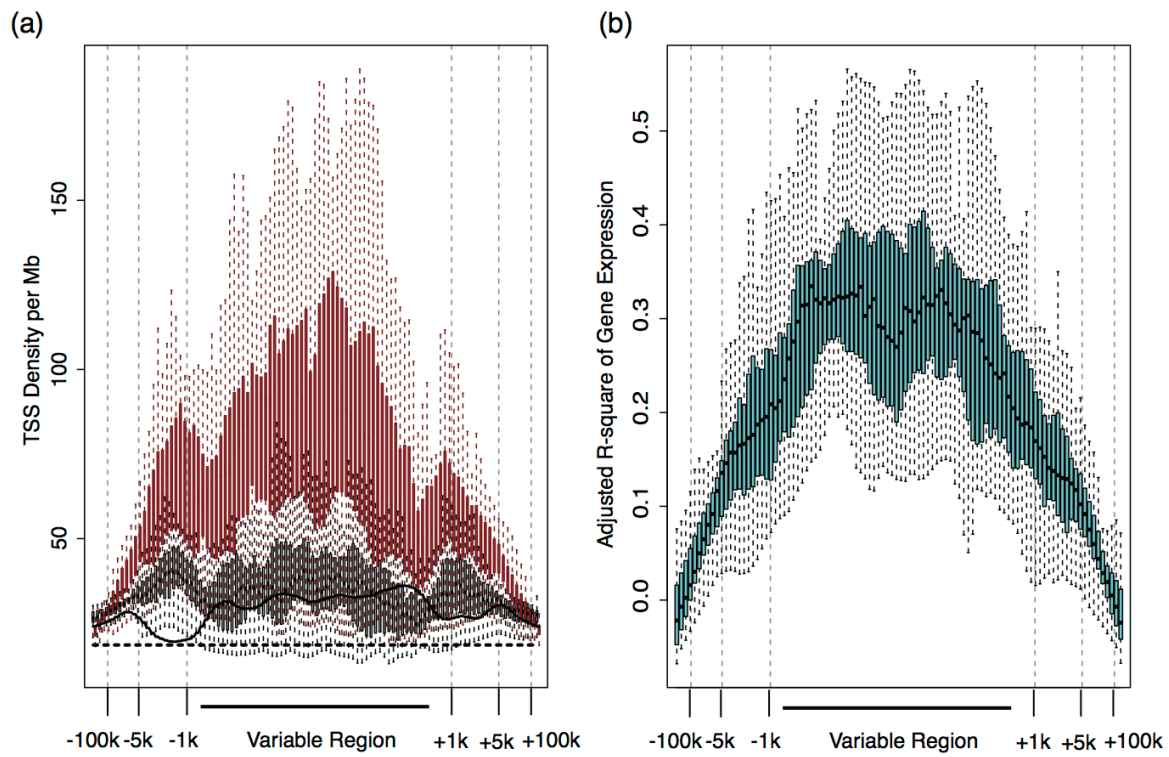 (a)
TSS Density per Mb
150
100
50
-100k -5k -1k Variable Region +1k +5k +100k
(b)
Adjusted R-square of Gene Expression
0.5
0.4
0.3
0.2
0.1
0.0
-100k -5k -1k Variable Region +1k +5k +100k